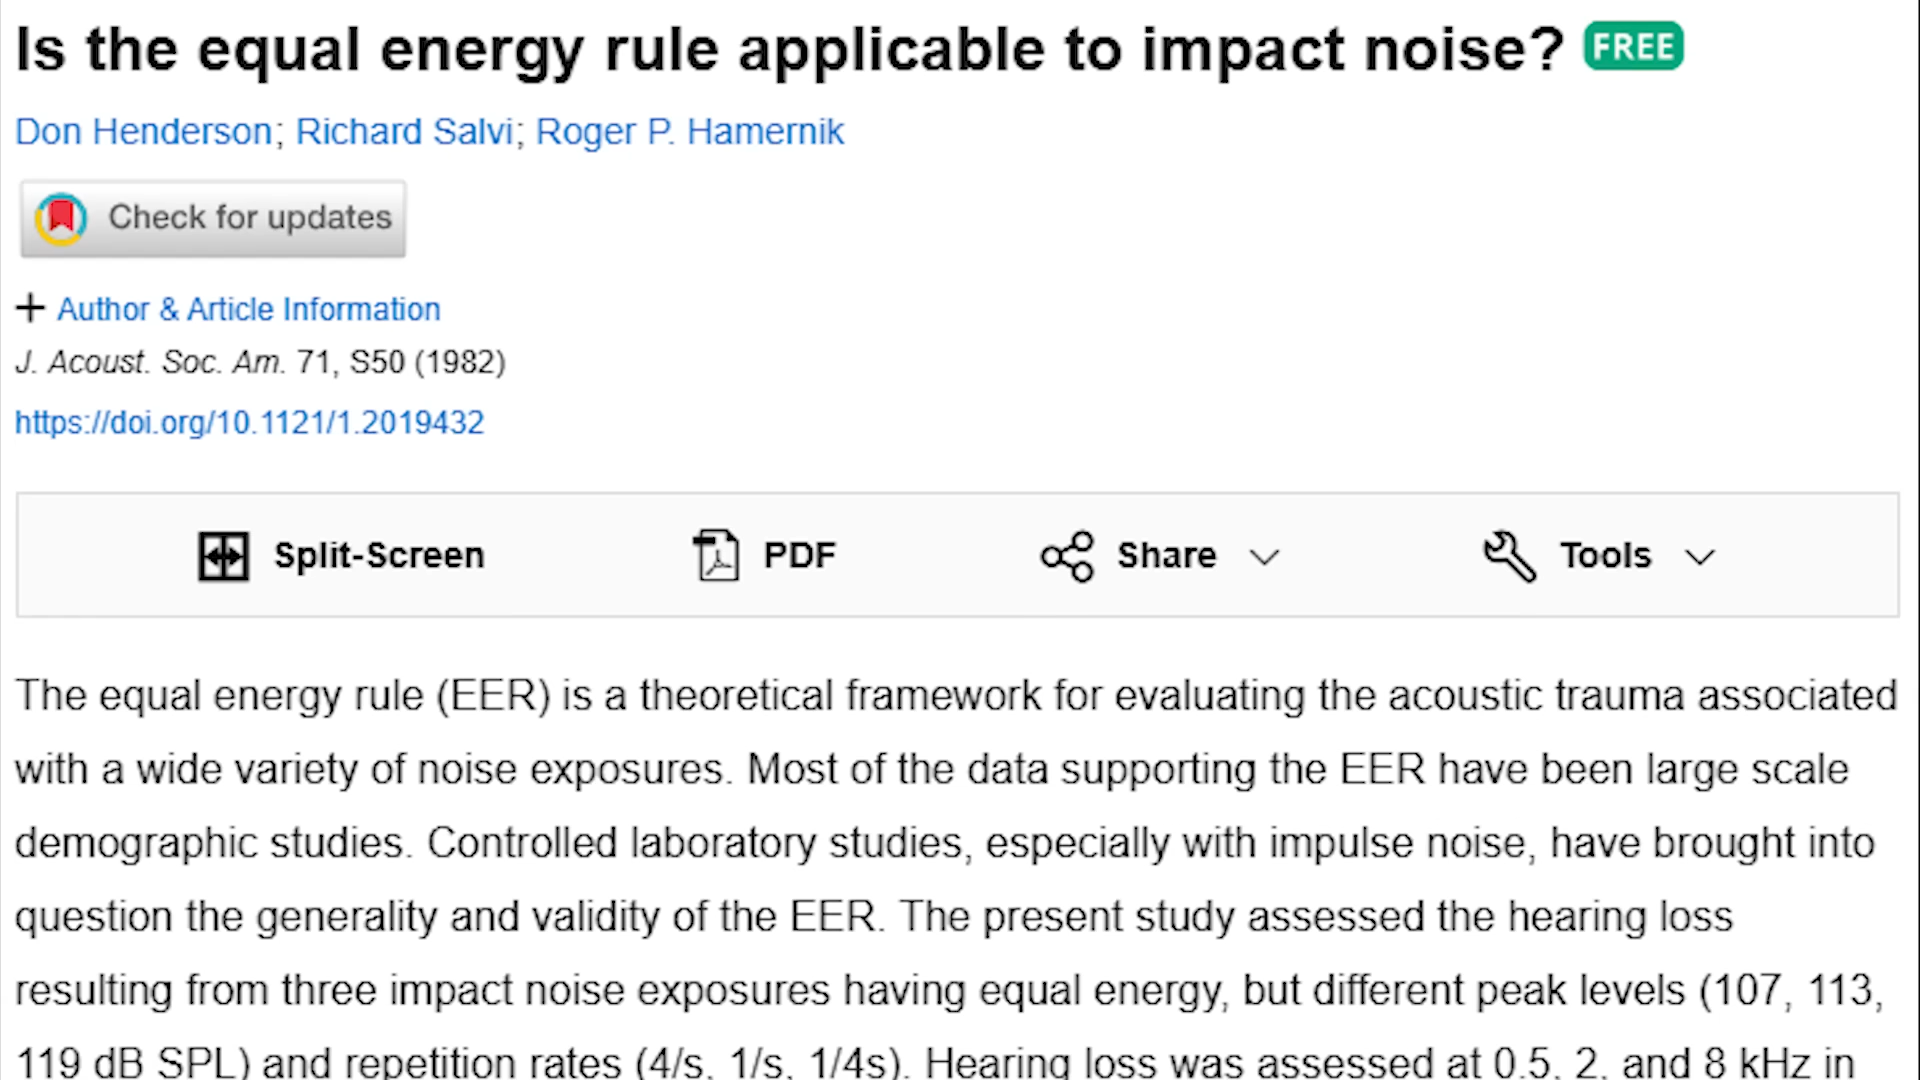 Is the equal energy rule applicable to impact noise? FREE
Don Henderson; Richard Salvi; Roger P. Hamernik
Check for updates
+ Author & Article Information
J. Acoust. Soc. Am. 71, S50 (1982)
https://doi.org/10.1121/1.2019432
Split-Screen PDF Share Tools
The equal energy rule (EER) is a theoretical framework for evaluating the acoustic trauma associated
with a wide variety of noise exposures. Most of the data supporting the EER have been large scale
demographic studies. Controlled laboratory studies, especially with impulse noise, have brought into
question the generality and validity of the EER. The present study assessed the hearing loss
resulting from three impact noise exposures having equal energy, but different peak levels (107, 113,
119 dB SPL) and repetition rates (4/s, 1/s, 1/4s). Hearing loss was assessed at 0.5, 2, and 8 kHz in